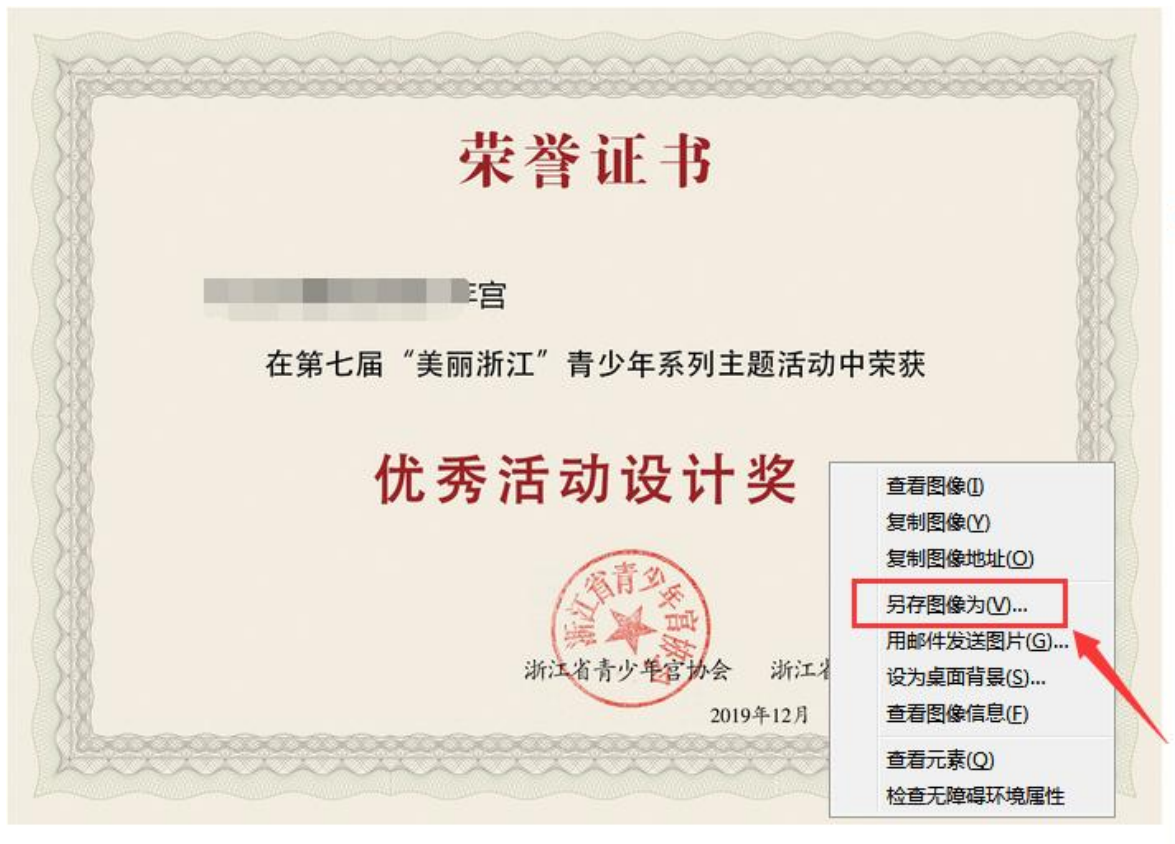 荣誉证书
宫
在第七届“美丽浙江”青少年系列主题活动中荣获
优秀活动设计奖
浙江省青少年宫协会
浙江省青少年宫协会 浙江省
2019年12月
查看图像(I)
复制图像(Y)
复制图像地址(O)
另存图像为(V)...
用邮件发送图片(G)...
设为桌面背景(S)...
查看图像信息(F)
查看元素(Q)
检查无障碍环境属性